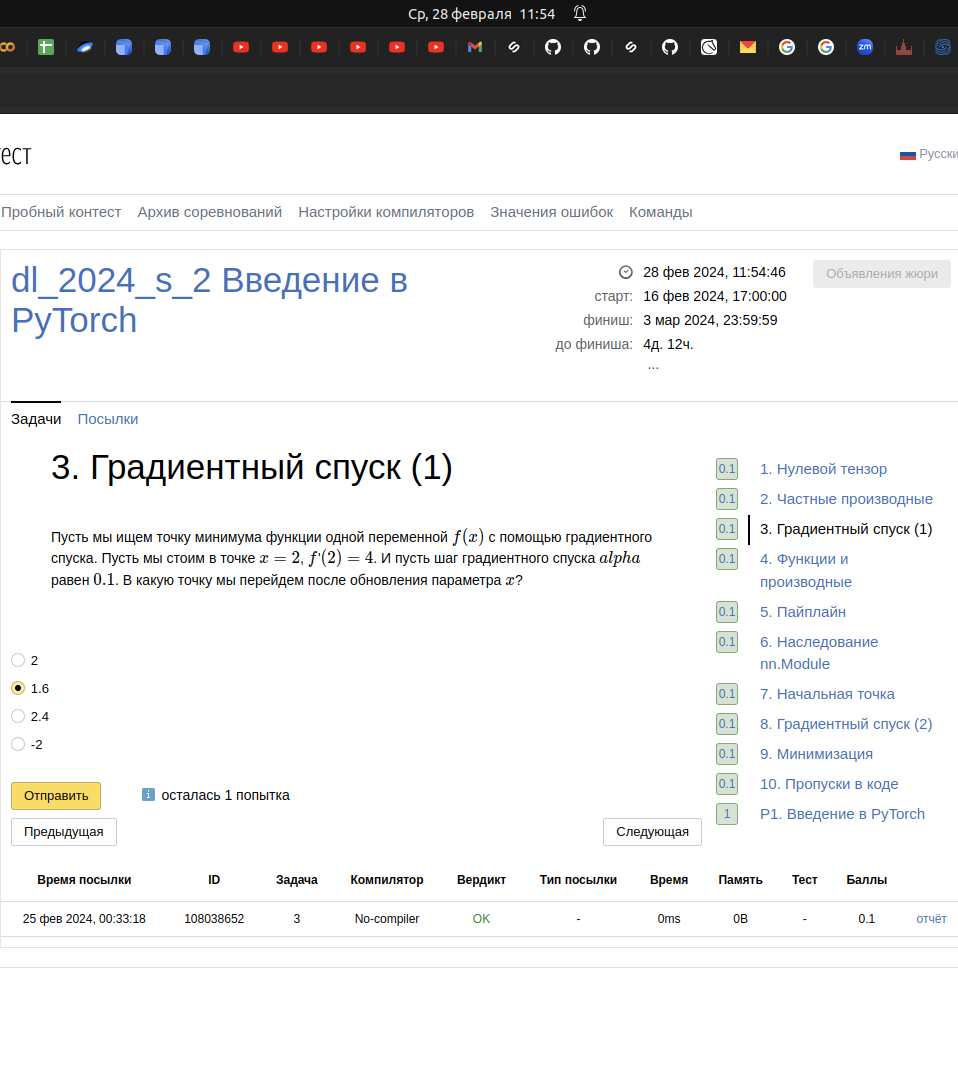 Ср, 28 февраля 11:54
zm
тест
Русски
Пробный контест Архив соревнований Настройки компиляторов Значения ошибок Команды
dl_2024_s_2 Введение в
PyTorch
28 фев 2024, 11:54:46
старт: 16 фев 2024, 17:00:00
финиш: 3 мар 2024, 23:59:59
до финиша: 4д. 12ч.
...
Объявления жюри
Задачи Посылки
3. Градиентный спуск (1)
Пусть мы ищем точку минимума функции одной переменной f(x) с помощью градиентного
спуска. Пусть мы стоим в точке x = 2, f'(2) = 4. И пусть шаг градиентного спуска alpha
равен 0.1. В какую точку мы перейдем после обновления параметра x?
2
1.6
2.4
-2
Отправить
осталась 1 попытка
Предыдущая
Следующая
0.1 1. Нулевой тензор
0.1 2. Частные производные
0.1 3. Градиентный спуск (1)
0.1 4. Функции и
производные
0.1 5. Пайплайн
0.1 6. Наследование
nn.Module
0.1 7. Начальная точка
0.1 8. Градиентный спуск (2)
0.1 9. Минимизация
0.1 10. Пропуски в коде
1 P1. Введение в PyTorch
Время посылки ID Задача Компилятор Вердикт Тип посылки Время Память Тест Баллы
25 фев 2024, 00:33:18 108038652 3 No-compiler OK - 0ms 0B - 0.1 отчёт